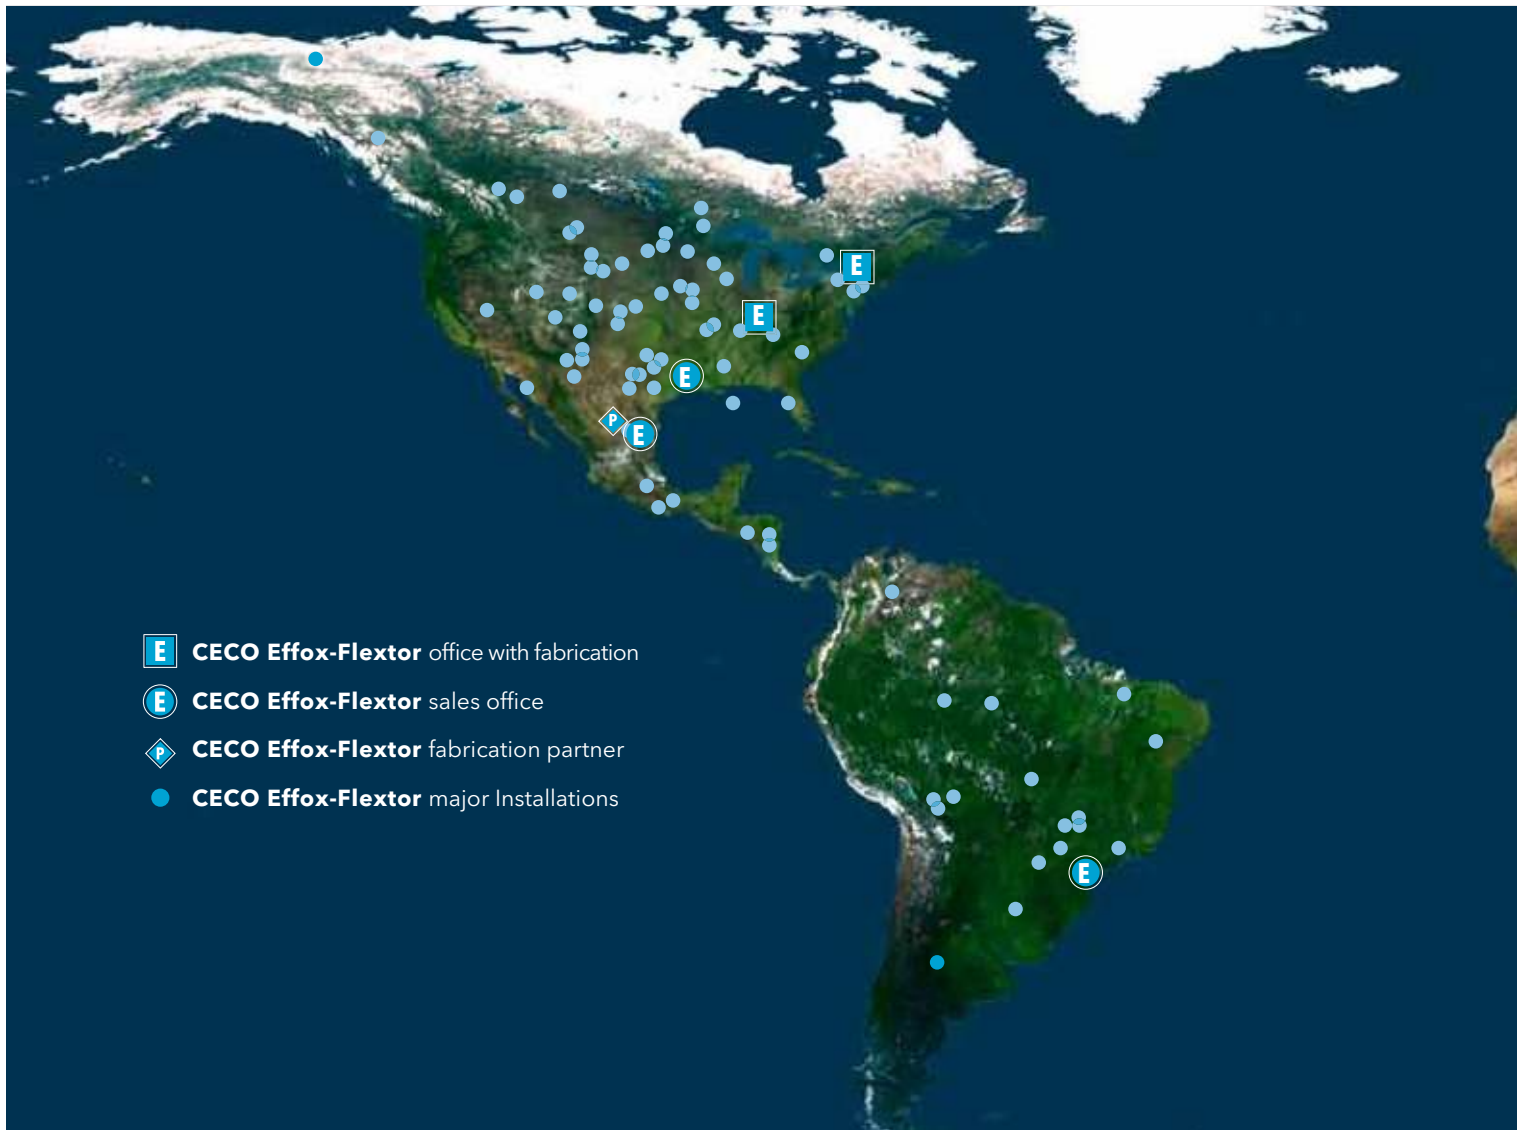 E
E
E
P
E
E CECO Effox-Flextor office with fabrication
E CECO Effox-Flextor sales office
P CECO Effox-Flextor fabrication partner
CECO Effox-Flextor major Installations
E